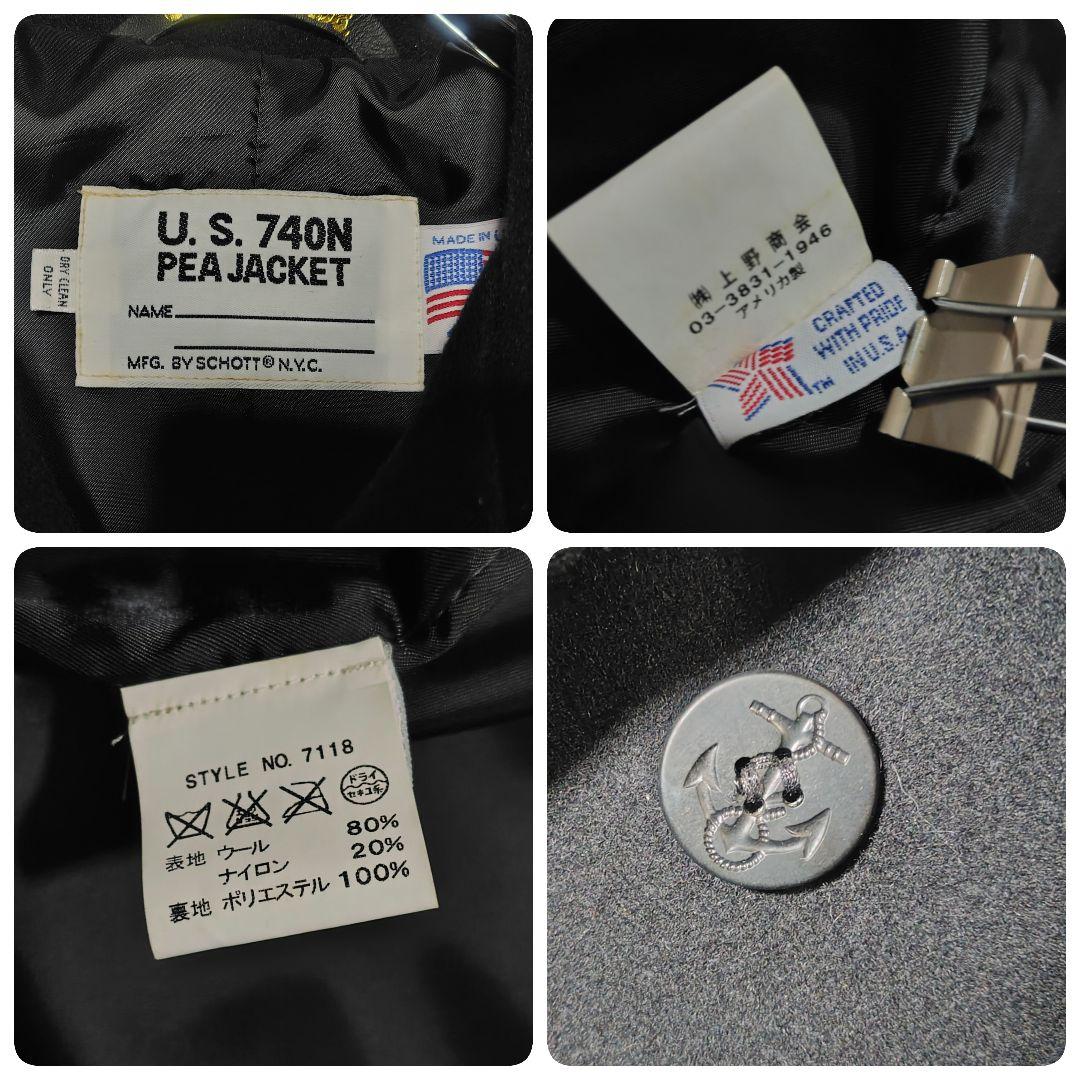 U. S. 740N
PEA JACKET
NAME
MFG. BY SCHOTT® N.Y.C.
DRY CLEAN
ONLY
MADE IN U
㈱上野商会
03-3831-1946
アメリカ製
CRAFTED
WITH PRIDE
IN U.S.A
TM
STYLE NO. 7118
ドライ
セキユ系
表地 ウール 80%
ナイロン 20%
裏地 ポリエステル 100%